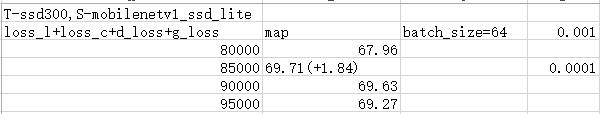 T-ssd300,S-mobilenetv1_ssd_lite
loss_l+loss_c+d_loss+g_loss map batch_size=64 0.001
80000 67.96
85000 69.71(+1.84) 0.0001
90000 69.63
95000 69.27